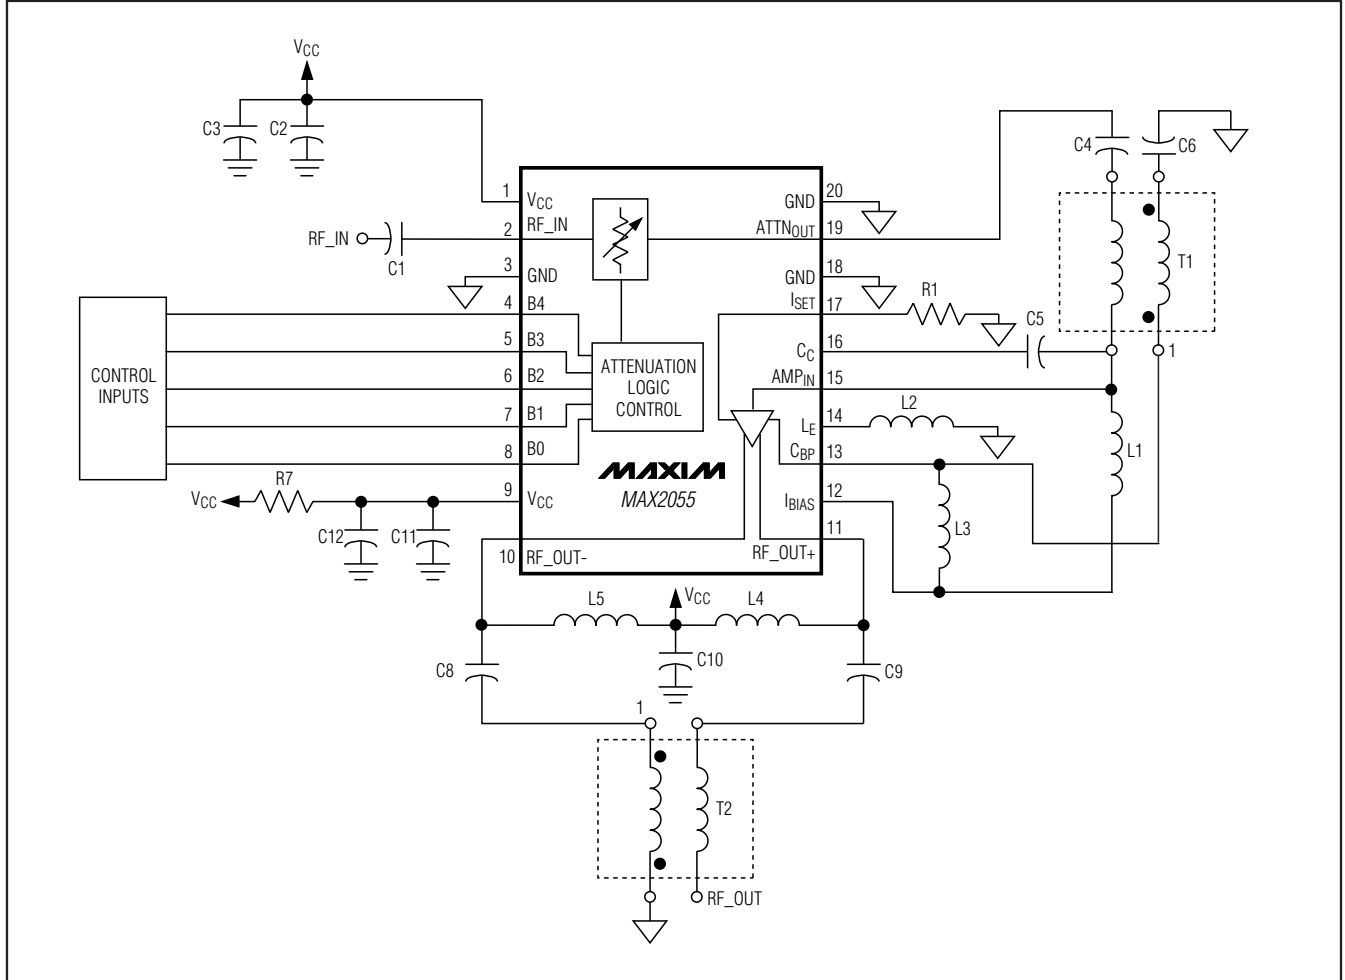 VCC
C3
C2
C4
C6
1
VCC
20
GND
RF_IN
C1
2
RF_IN
ATTNOUT
19
T1
3
GND
GND
18
4
B4
ISET
17
R1
CONTROL
INPUTS
5
B3
ATTENUATION
LOGIC
CONTROL
CC
16
C5
1
6
B2
AMPIN
15
7
B1
LE
14
L2
8
B0
CBP
13
L1
MAXIM
MAX2055
VCC
R7
9
VCC
IBIAS
12
L3
C12
C11
10
RF_OUT-
RF_OUT+
11
L5
VCC
L4
C8
C10
C9
1
T2
RF_OUT